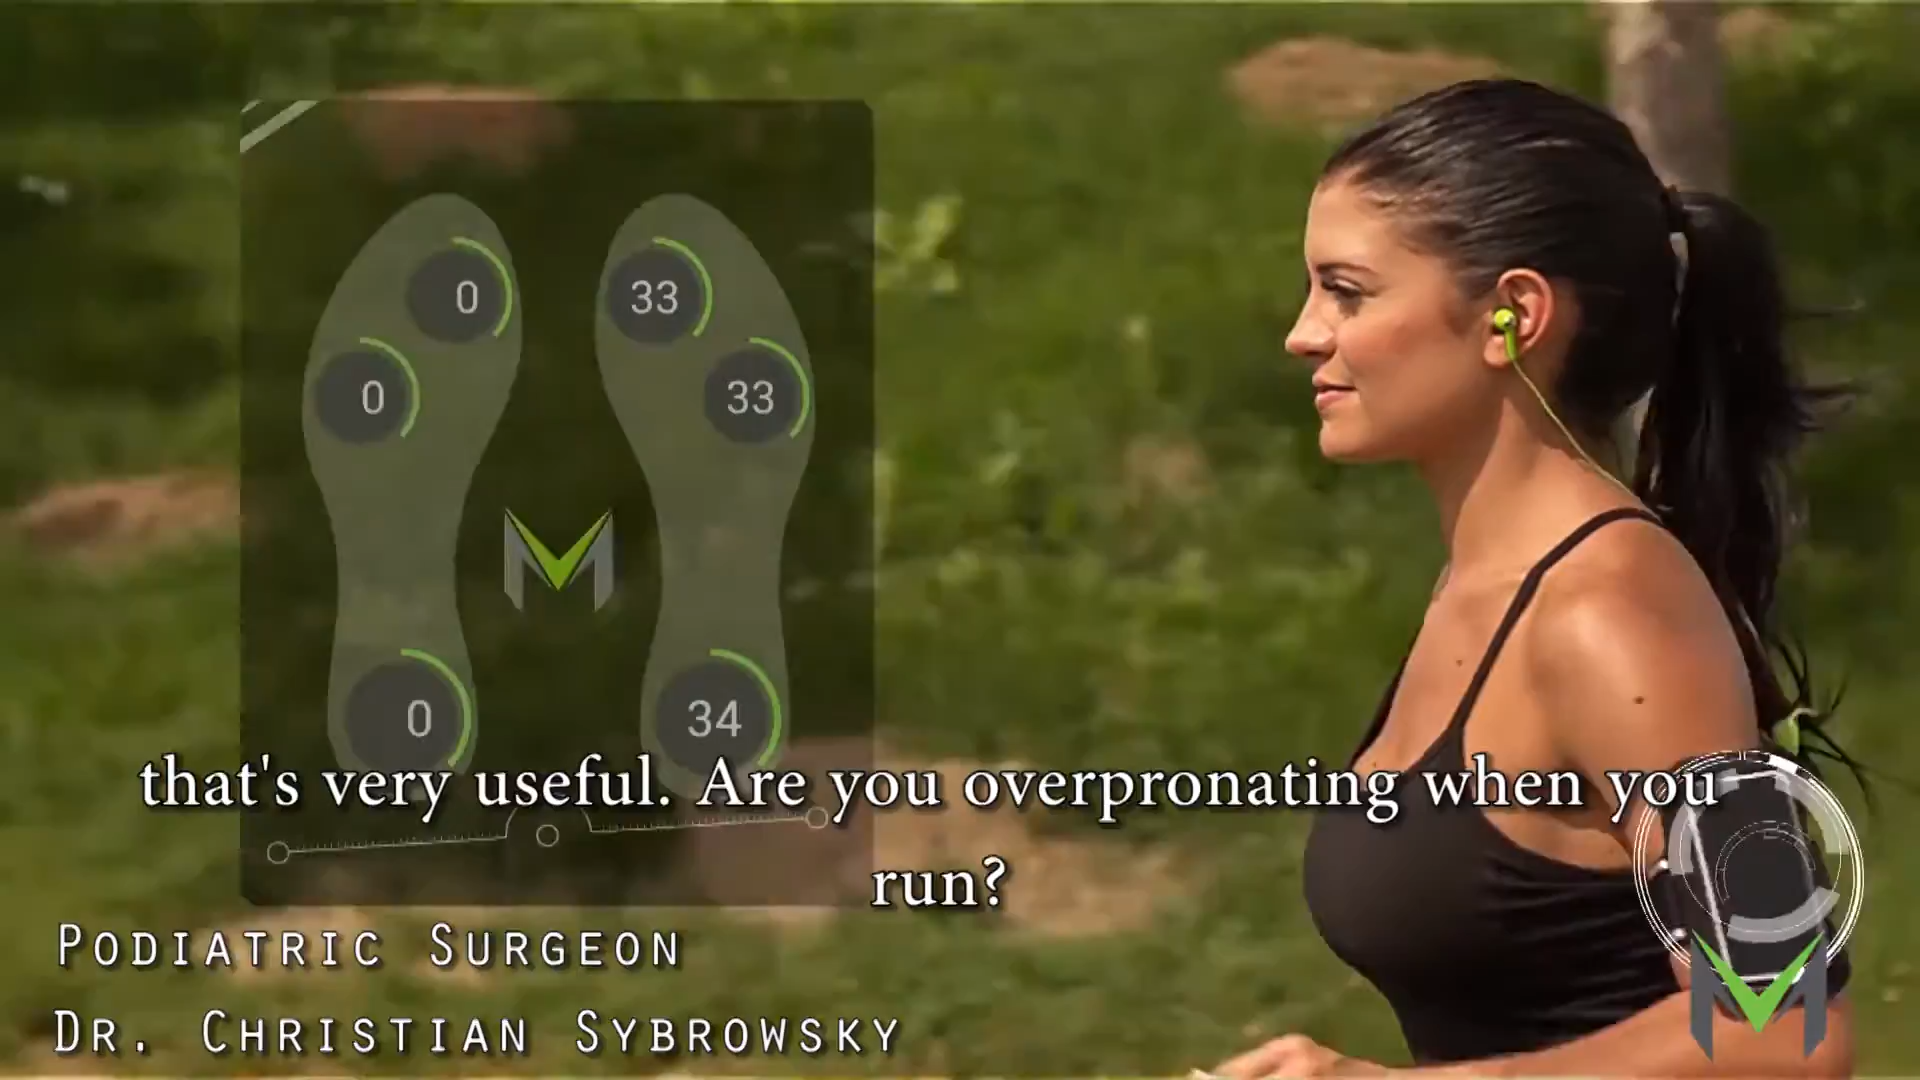 0 33
0 33
M
0 34
that's very useful. Are you overpronating when you
run?
PODIATRIC SURGEON
DR. CHRISTIAN SYBROWSKY
M